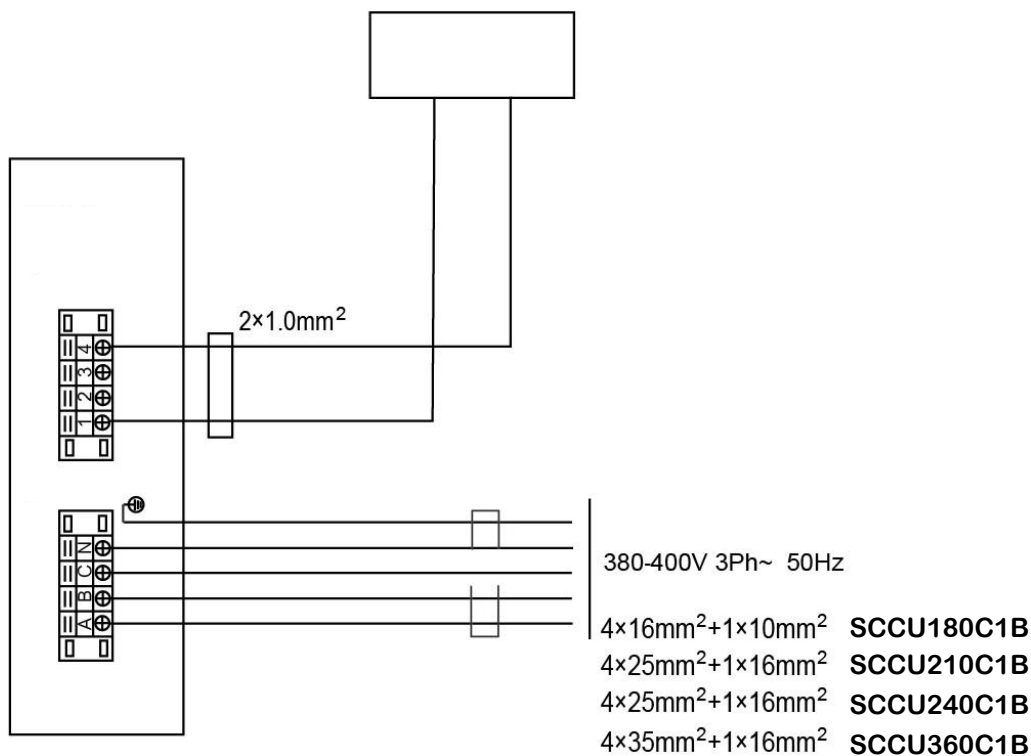 2×1.0mm²
4
3
2
1
N
C
B
A
380-400V 3Ph~ 50Hz
4×16mm²+1×10mm² SCCU180C1B
4×25mm²+1×16mm² SCCU210C1B
4×25mm²+1×16mm² SCCU240C1B
4×35mm²+1×16mm² SCCU360C1B